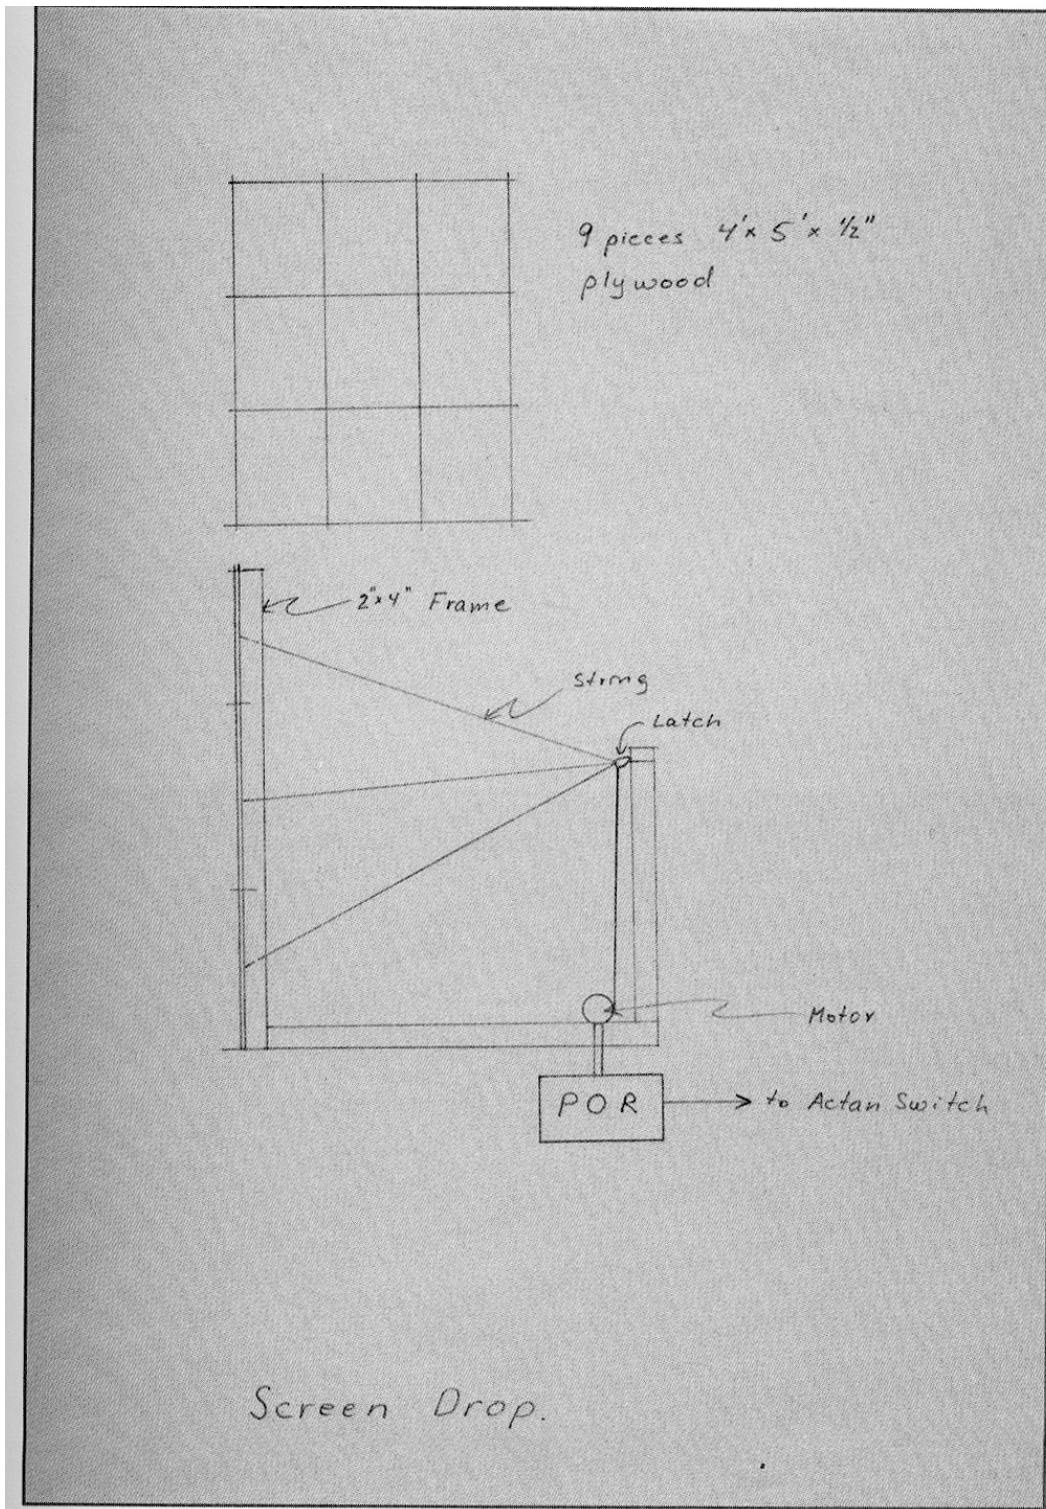 9 pieces 4'x 5'x 1/2"
plywood
2"x4" Frame
String
Latch
Motor
POR
to Actan Switch
Screen Drop.